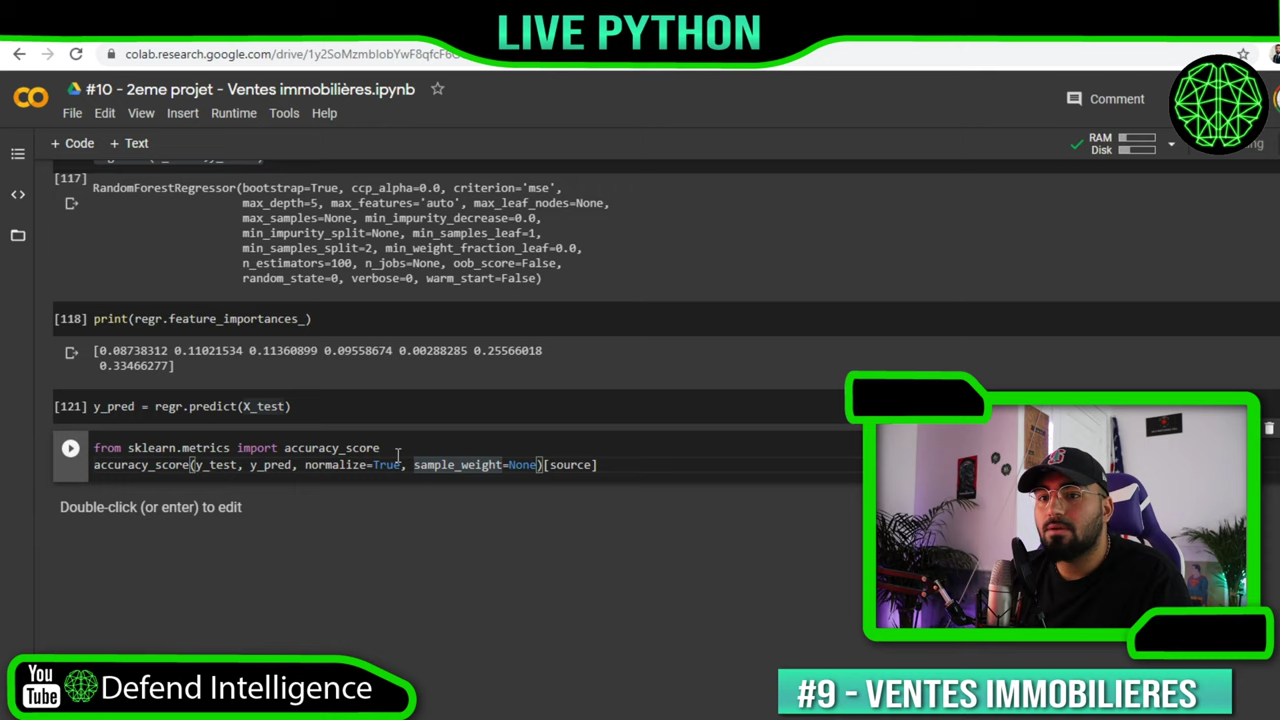 LIVE PYTHON
colab.research.google.com/drive/1y2SoMzmbIobYwF8qfcF6
#10 - 2eme projet - Ventes immobilières.ipynb
Comment
File Edit View Insert Runtime Tools Help
+ Code + Text
RAM
Disk
[117]
RandomForestRegressor(bootstrap=True, ccp_alpha=0.0, criterion='mse',
max_depth=5, max_features='auto', max_leaf_nodes=None,
max_samples=None, min_impurity_decrease=0.0,
min_impurity_split=None, min_samples_leaf=1,
min_samples_split=2, min_weight_fraction_leaf=0.0,
n_estimators=100, n_jobs=None, oob_score=False,
random_state=0, verbose=0, warm_start=False)
[118] print(regr.feature_importances_)
[0.08738312 0.11021534 0.11360899 0.09558674 0.00288285 0.25566018
0.33466277]
[121] y_pred = regr.predict(X_test)
from sklearn.metrics import accuracy_score
accuracy_score(y_test, y_pred, normalize=True, sample_weight=None)[source]
Double-click (or enter) to edit
You
Tube
Defend Intelligence
#9 - VENTES IMMOBILIERES